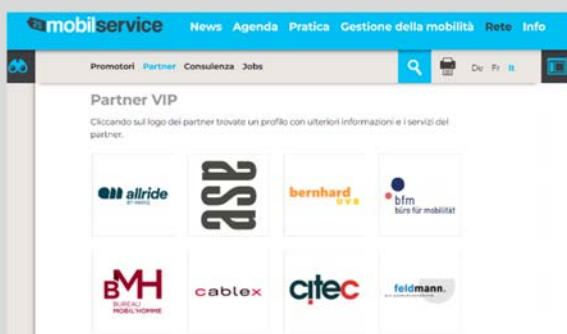 mobilservice News Agenda Pratica Gestione della mobilità Rete Info
Promotori Partner Consulenza Jobs De Fr It
Partner VIP
Cliccando sul logo dei partner trovate un profilo con ulteriori informazioni e i servizi del
partner.
allride
asa
bernhard
bfm
büro für mobilität
BMH
BUREAU
MOBIL'HOMME
cablex
citec
feldmann.